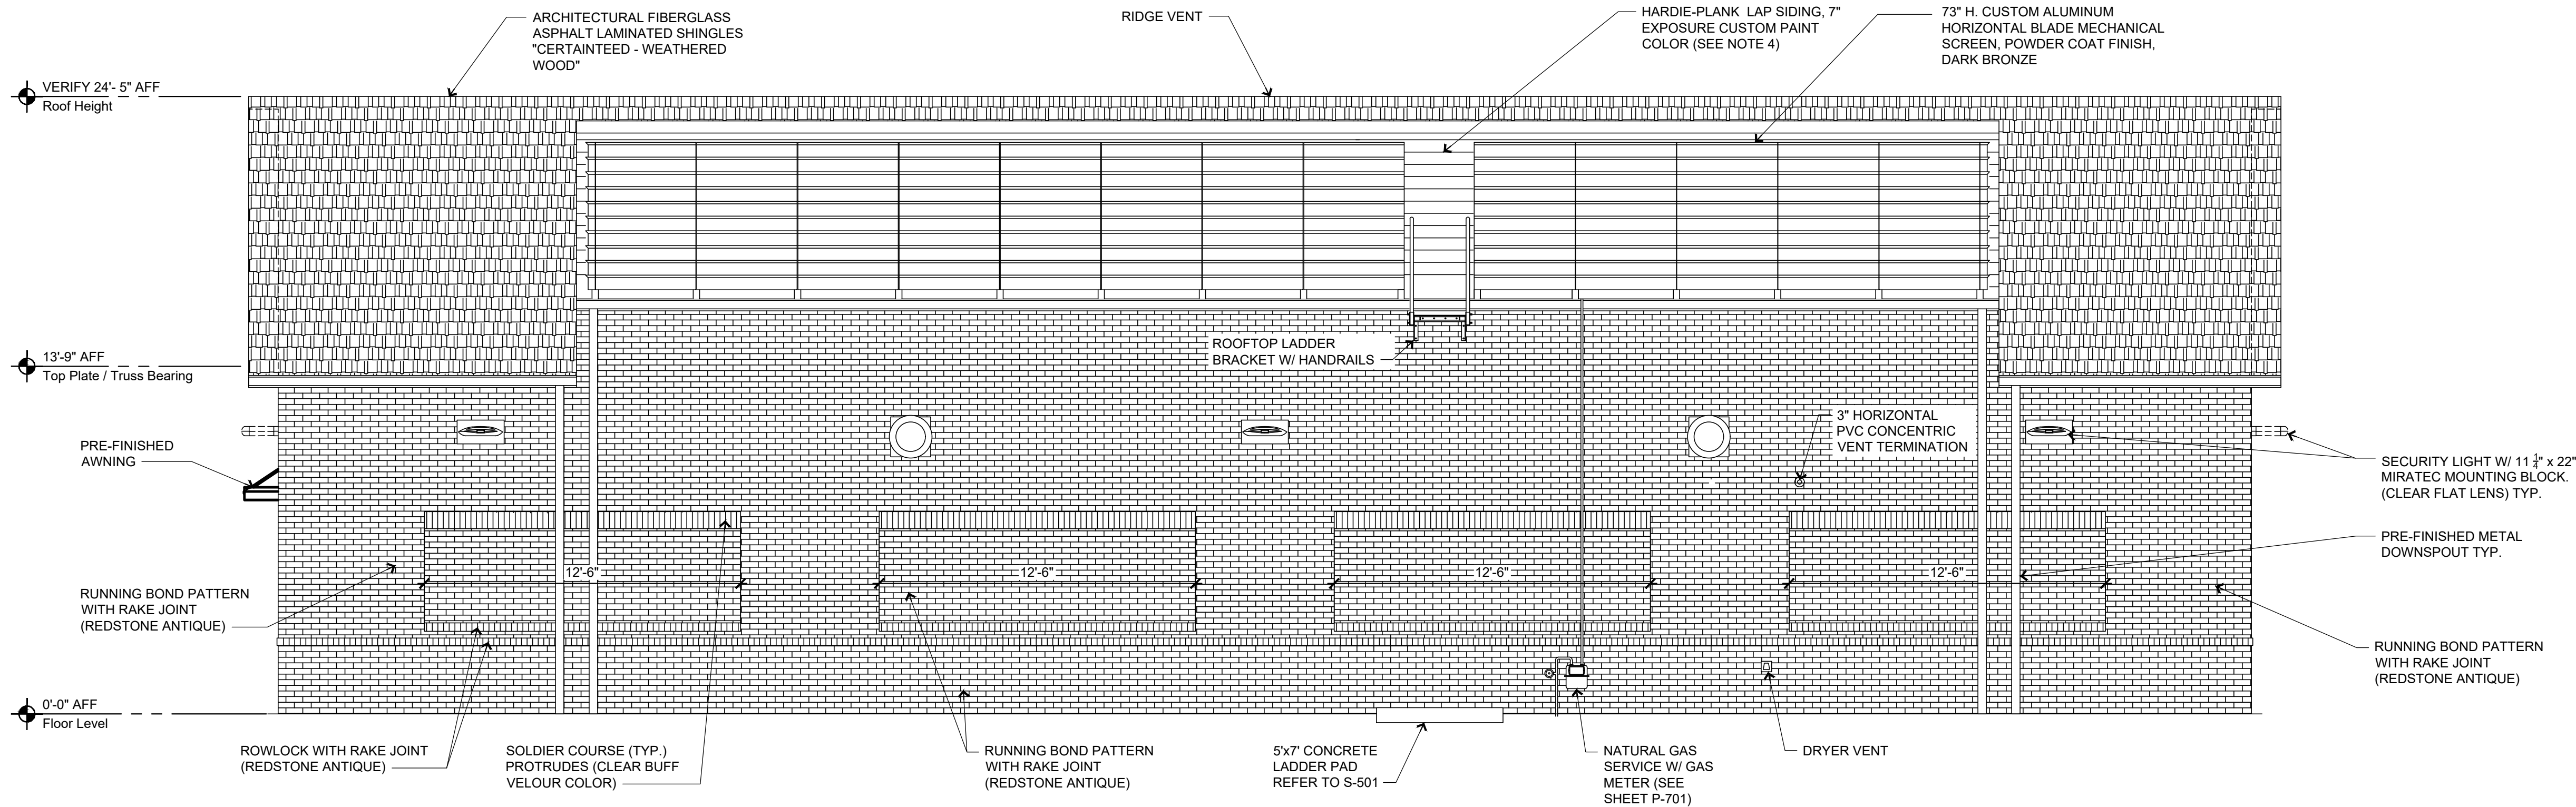 ARCHITECTURAL FIBERGLASS
ASPHALT LAMINATED SHINGLES
"CERTAINTEED - WEATHERED
WOOD"
RIDGE VENT
HARDIE-PLANK LAP SIDING, 7"
EXPOSURE CUSTOM PAINT
COLOR (SEE NOTE 4)
73" H. CUSTOM ALUMINUM
HORIZONTAL BLADE MECHANICAL
SCREEN, POWDER COAT FINISH,
DARK BRONZE
VERIFY 24'- 5" AFF
Roof Height
13'-9" AFF
Top Plate / Truss Bearing
ROOFTOP LADDER
BRACKET W/ HANDRAILS
3" HORIZONTAL
PVC CONCENTRIC
VENT TERMINATION
PRE-FINISHED
AWNING
SECURITY LIGHT W/ 11 1/4" x 22"
MIRATEC MOUNTING BLOCK.
(CLEAR FLAT LENS) TYP.
PRE-FINISHED METAL
DOWNSPOUT TYP.
12'-6"
12'-6"
12'-6"
12'-6"
RUNNING BOND PATTERN
WITH RAKE JOINT
(REDSTONE ANTIQUE)
RUNNING BOND PATTERN
WITH RAKE JOINT
(REDSTONE ANTIQUE)
0'-0" AFF
Floor Level
ROWLOCK WITH RAKE JOINT
(REDSTONE ANTIQUE)
SOLDIER COURSE (TYP.)
PROTRUDES (CLEAR BUFF
VELOUR COLOR)
RUNNING BOND PATTERN
WITH RAKE JOINT
(REDSTONE ANTIQUE)
5'x7' CONCRETE
LADDER PAD
REFER TO S-501
NATURAL GAS
SERVICE W/ GAS
METER (SEE
SHEET P-701)
DRYER VENT